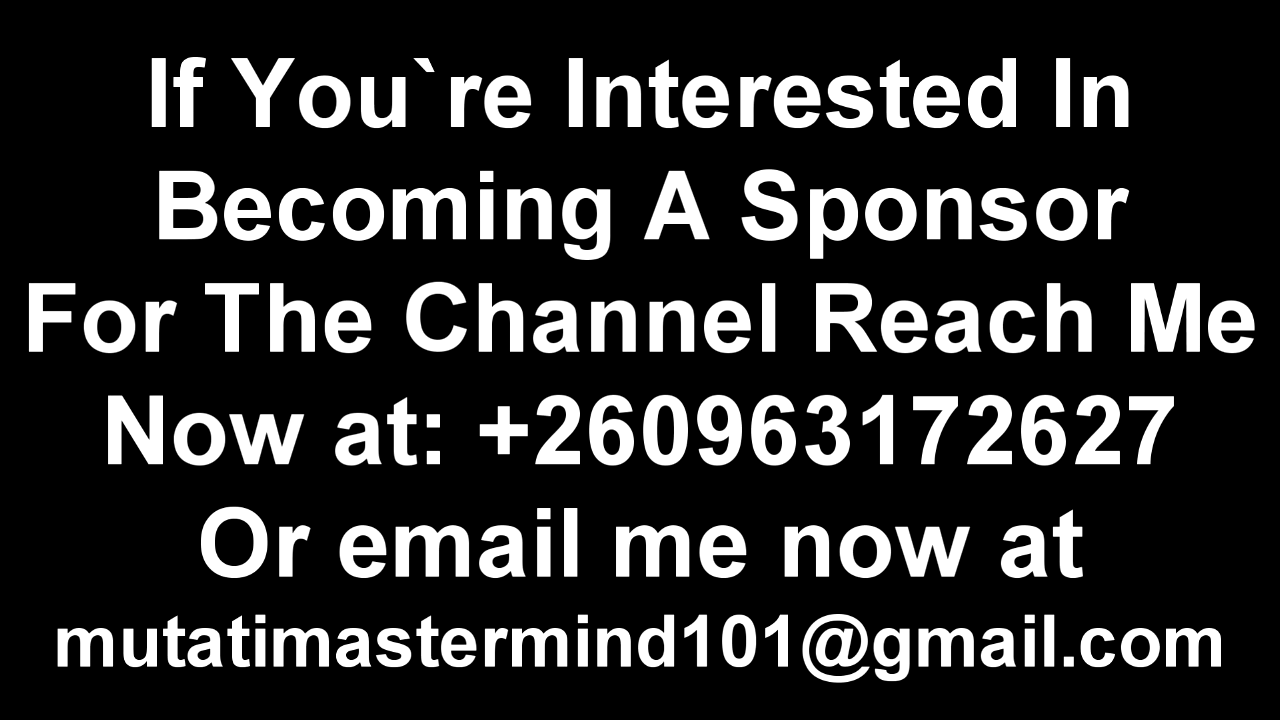 If You`re Interested In
Becoming A Sponsor
For The Channel Reach Me
Now at: +260963172627
Or email me now at
mutatimastermind101@gmail.com